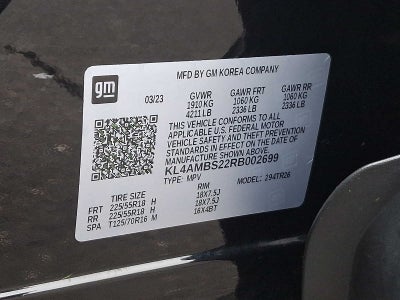 gm
MFD BY GM KOREA COMPANY
03/23 GVWR GAWR FRT GAWR RR
1910 KG 1060 KG 1060 KG
4211 LB 2336 LB 2336 LB
THIS VEHICLE CONFORMS TO ALL
APPLICABLE U.S. FEDERAL MOTOR
VEHICLE SAFETY AND THEFT PREVENTION
STANDARDS IN EFFECT ON THE DATE OF
MANUFACTURE SHOWN ABOVE.
KL4AMBS22RB002699
TYPE: MPV MODEL: 294TR26
TIRE SIZE RIM
FRT 225/55R18 H 18X7.5J
RR 225/55R18 H 18X7.5J
SPA T125/70R16 M 16X4BT